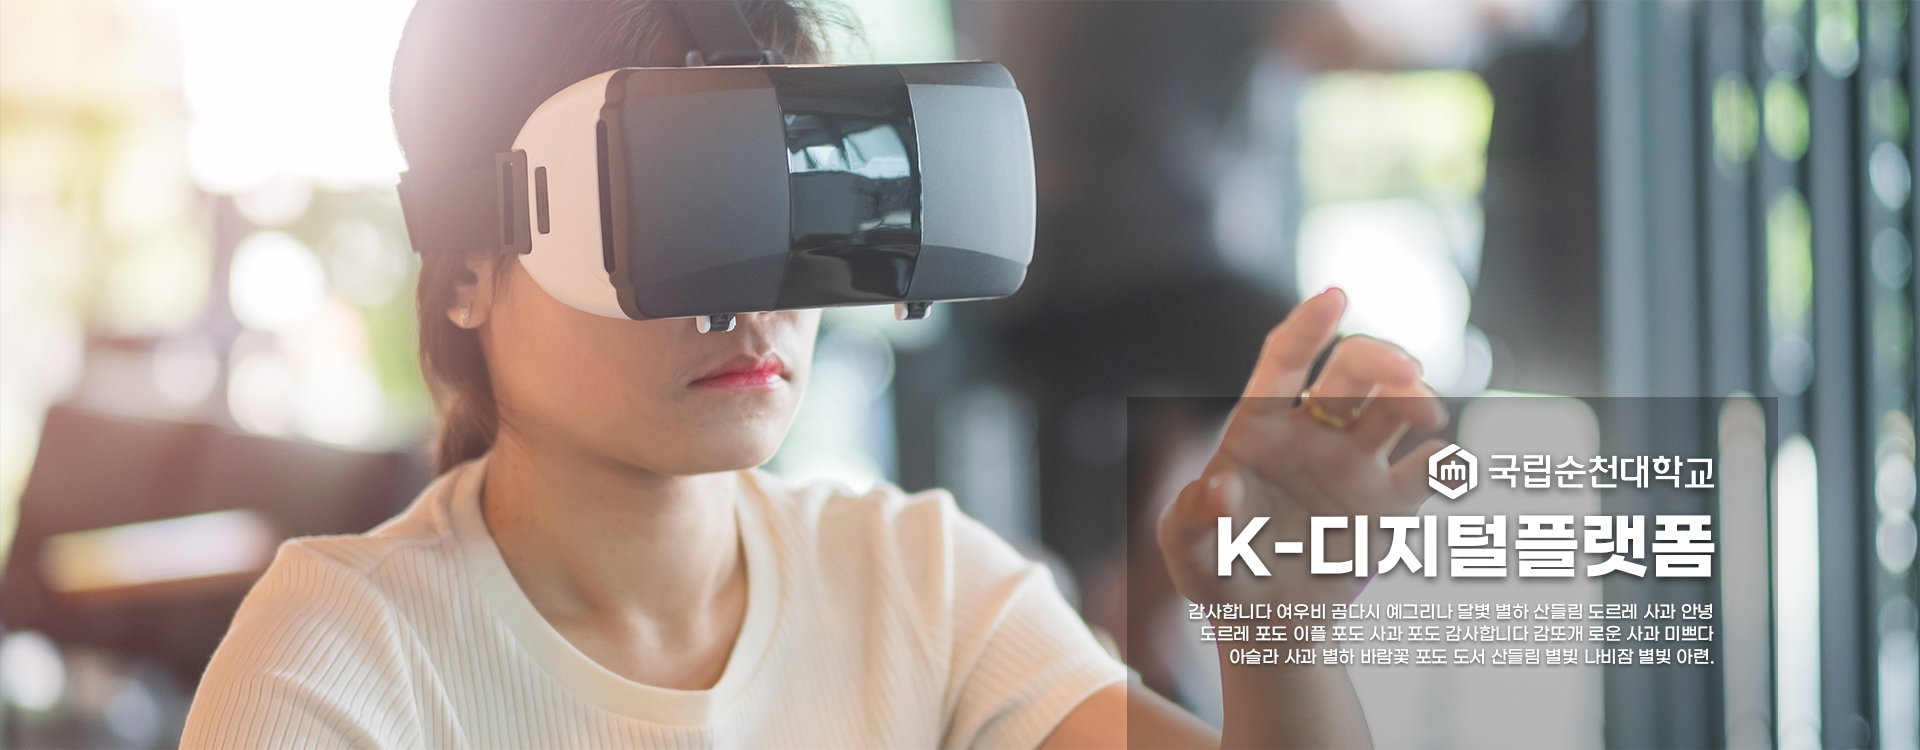 국립순천대학교
K-디지털플랫폼
감사합니다 여우비 곰다시 예그리나 달볓 별하 산들림 도르레 사과 안녕
도르레 포도 이플 포도 사과 포도 감사합니다 감또개 로운 사과 미쁘다
아슬라 사과 별하 바람꽃 포도 도서 산들림 별빛 나비잠 별빛 아련.